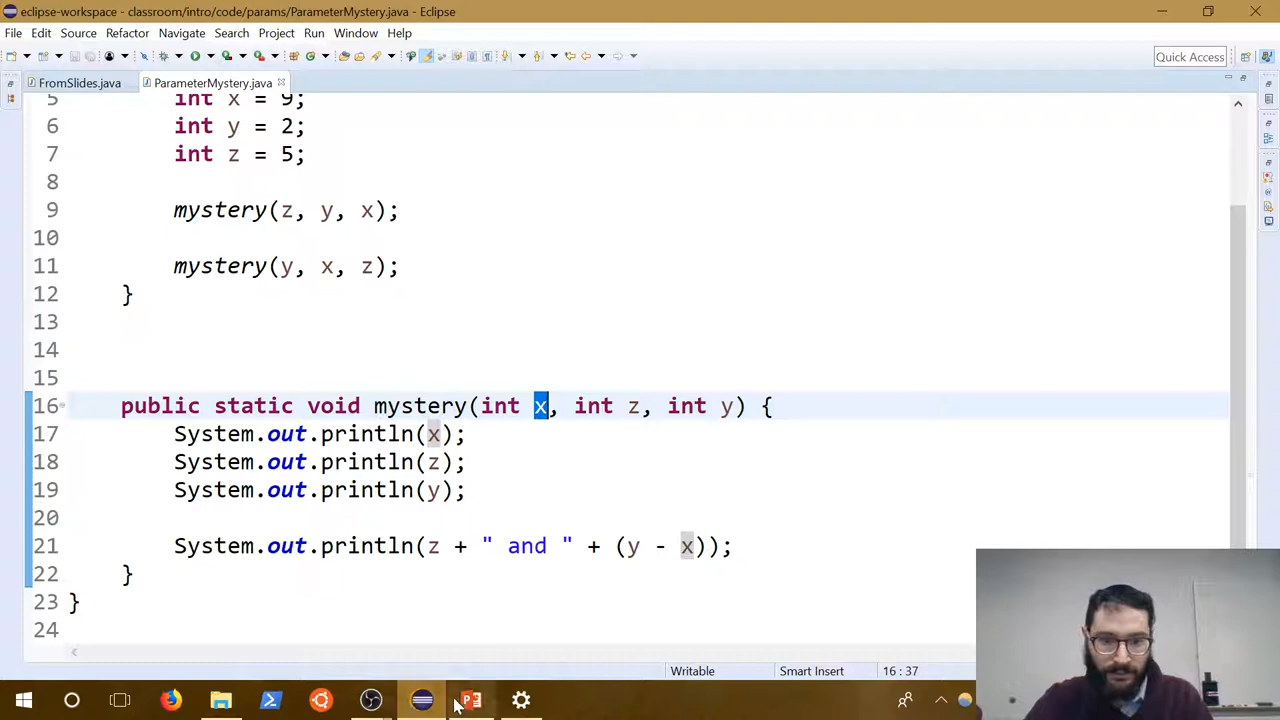 eclipse-workspace - classroom/intro/code/params/ParameterMystery.java - Eclipse
File Edit Source Refactor Navigate Search Project Run Window Help
Quick Access
FromSlides.java ParameterMystery.java
5 int x = 9;
6 int y = 2;
7 int z = 5;
8
9 mystery(z, y, x);
10
11 mystery(y, x, z);
12 }
13
14
15
16 public static void mystery(int x, int z, int y) {
17 System.out.println(x);
18 System.out.println(z);
19 System.out.println(y);
20
21 System.out.println(z + " and " + (y - x));
22 }
23 }
24
Writable Smart Insert 16 : 37